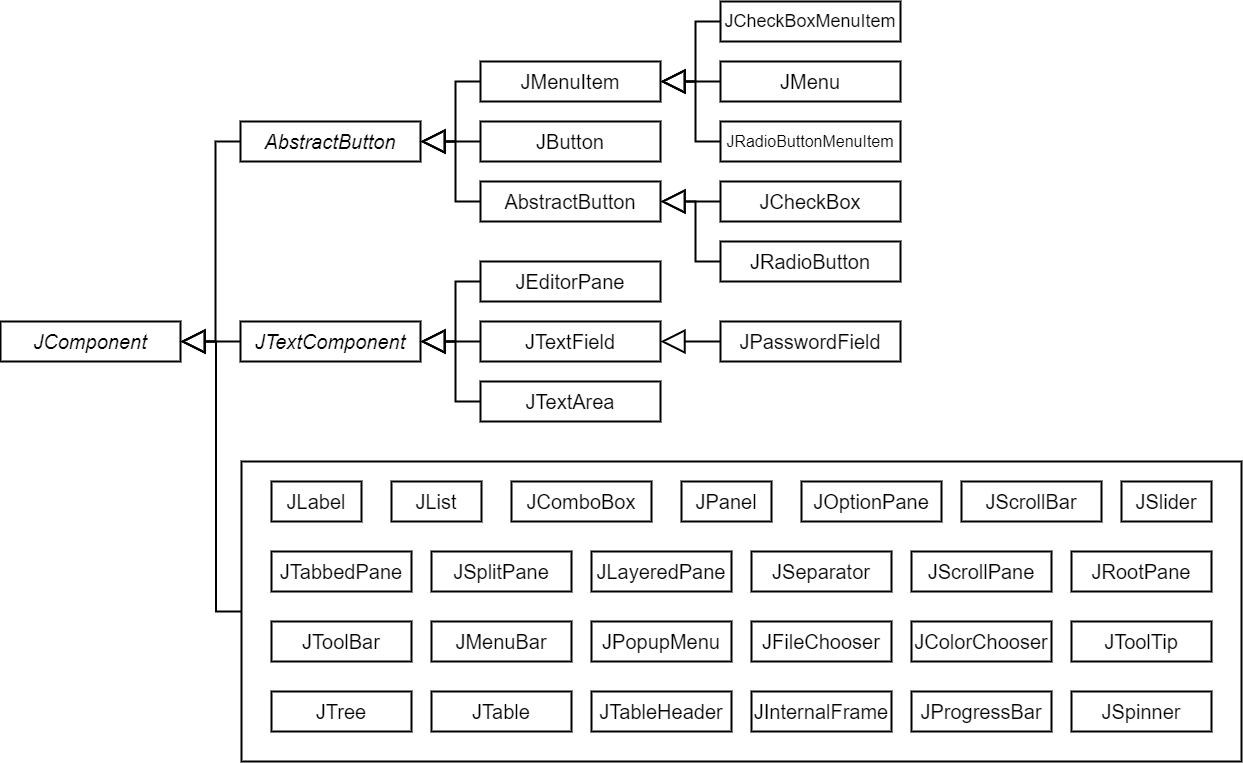 JCheckBoxMenuItem
JMenuItem
JMenu
AbstractButton
JButton
JRadioButtonMenuItem
AbstractButton
JCheckBox
JRadioButton
JEditorPane
JComponent
JTextComponent
JTextField
JPasswordField
JTextArea
JLabel
JList
JComboBox
JPanel
JOptionPane
JScrollBar
JSlider
JTabbedPane
JSplitPane
JLayeredPane
JSeparator
JScrollPane
JRootPane
JToolBar
JMenuBar
JPopupMenu
JFileChooser
JColorChooser
JToolTip
JTree
JTable
JTableHeader
JInternalFrame
JProgressBar
JSpinner